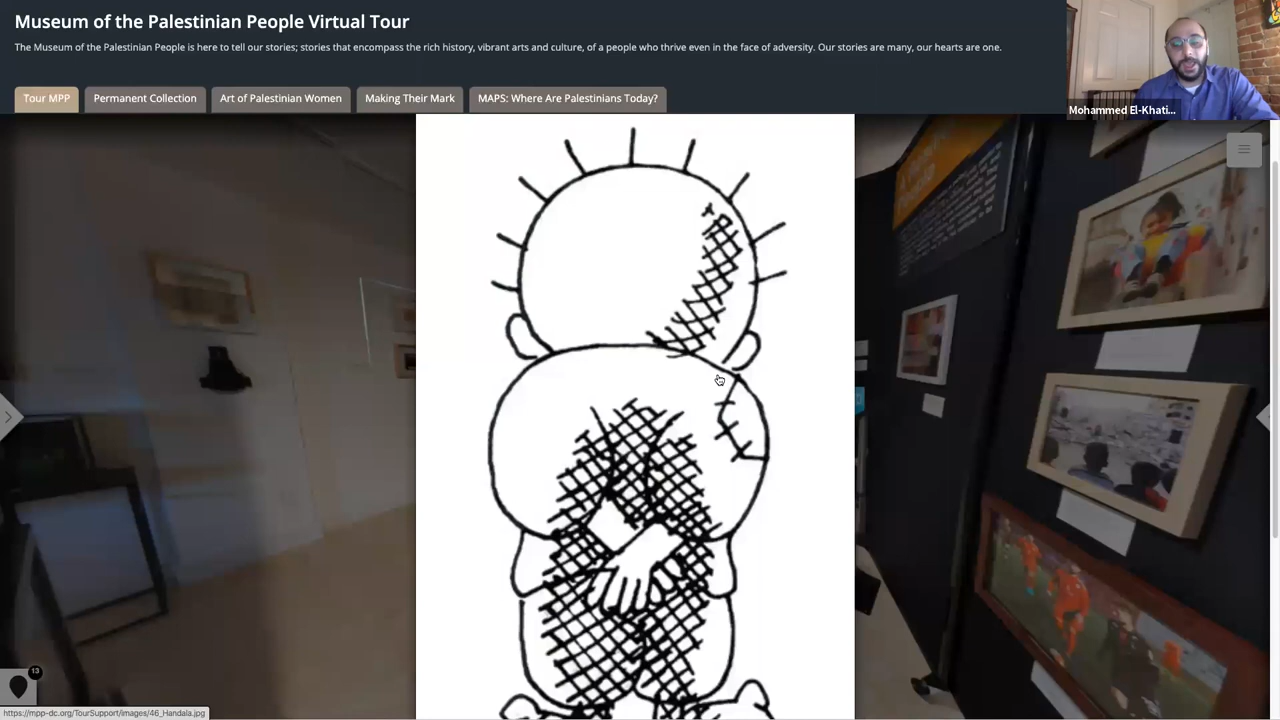 Museum of the Palestinian People Virtual Tour
The Museum of the Palestinian People is here to tell our stories; stories that encompass the rich history, vibrant arts and culture, of a people who thrive even in the face of adversity. Our stories are many, our hearts are one.
Tour MPP
Permanent Collection
Art of Palestinian Women
Making Their Mark
MAPS: Where Are Palestinians Today?
Mohammed El-Khati...
13
https://mpp-dc.org/TourSupport/images/46_Handala.jpg